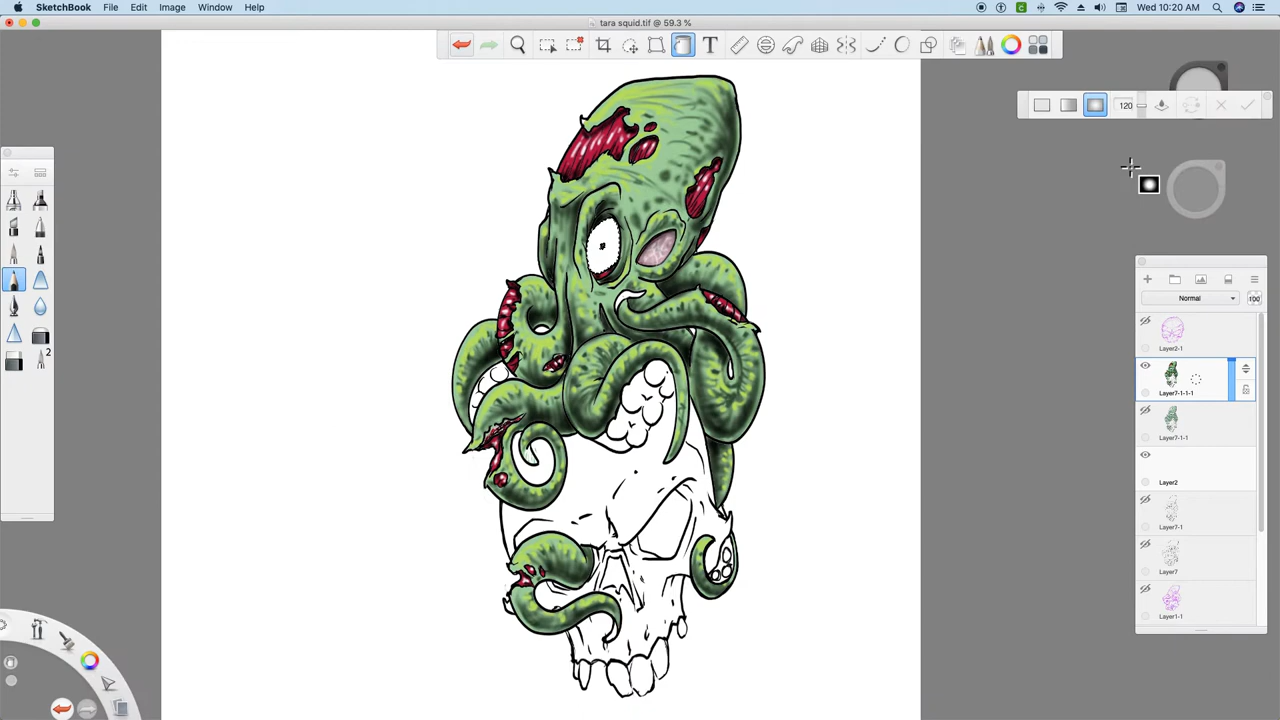 SketchBook File Edit Image Window Help
Wed 10:20 AM
tara squid.tif @ 59.3 %
T
120
Normal
100
Layer2-1
Layer7-1-1-1
Layer7-1-1
Layer2
Layer7-1
Layer7
Layer1-1
2